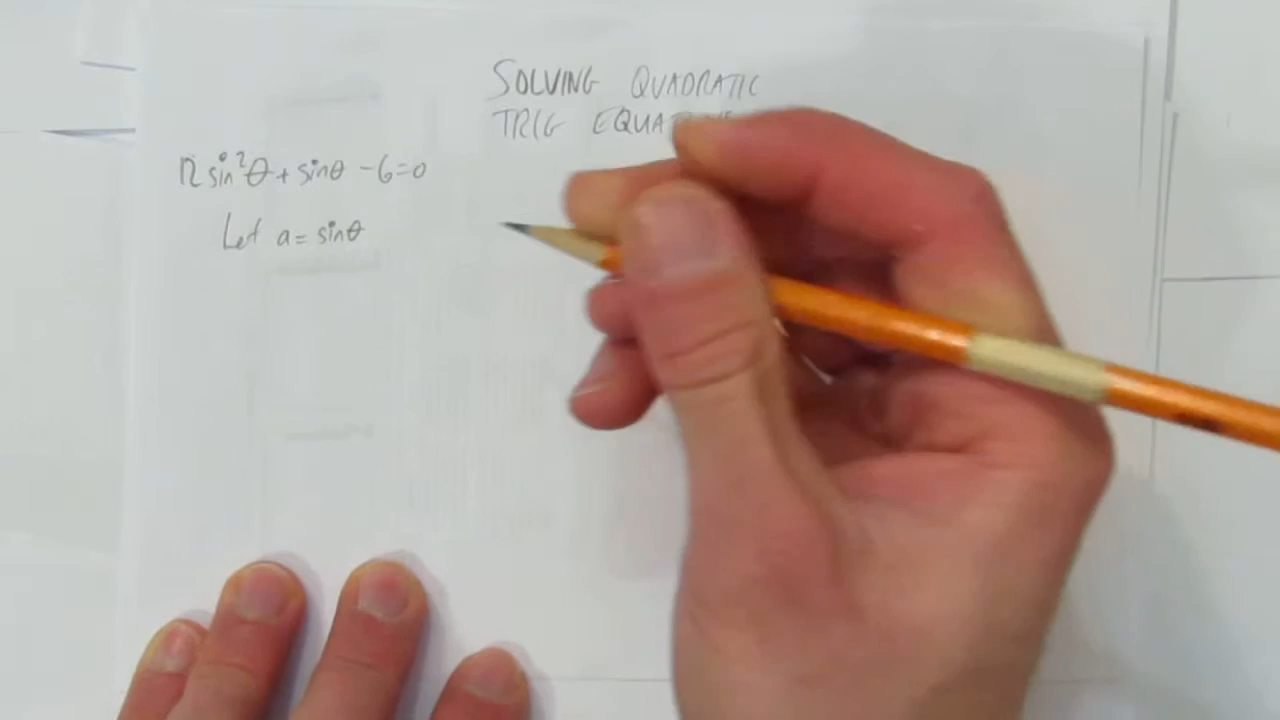 SOLVING QUADRATIC
TRIG
12 sin²θ + sinθ - 6 = 0
Let a = sinθ